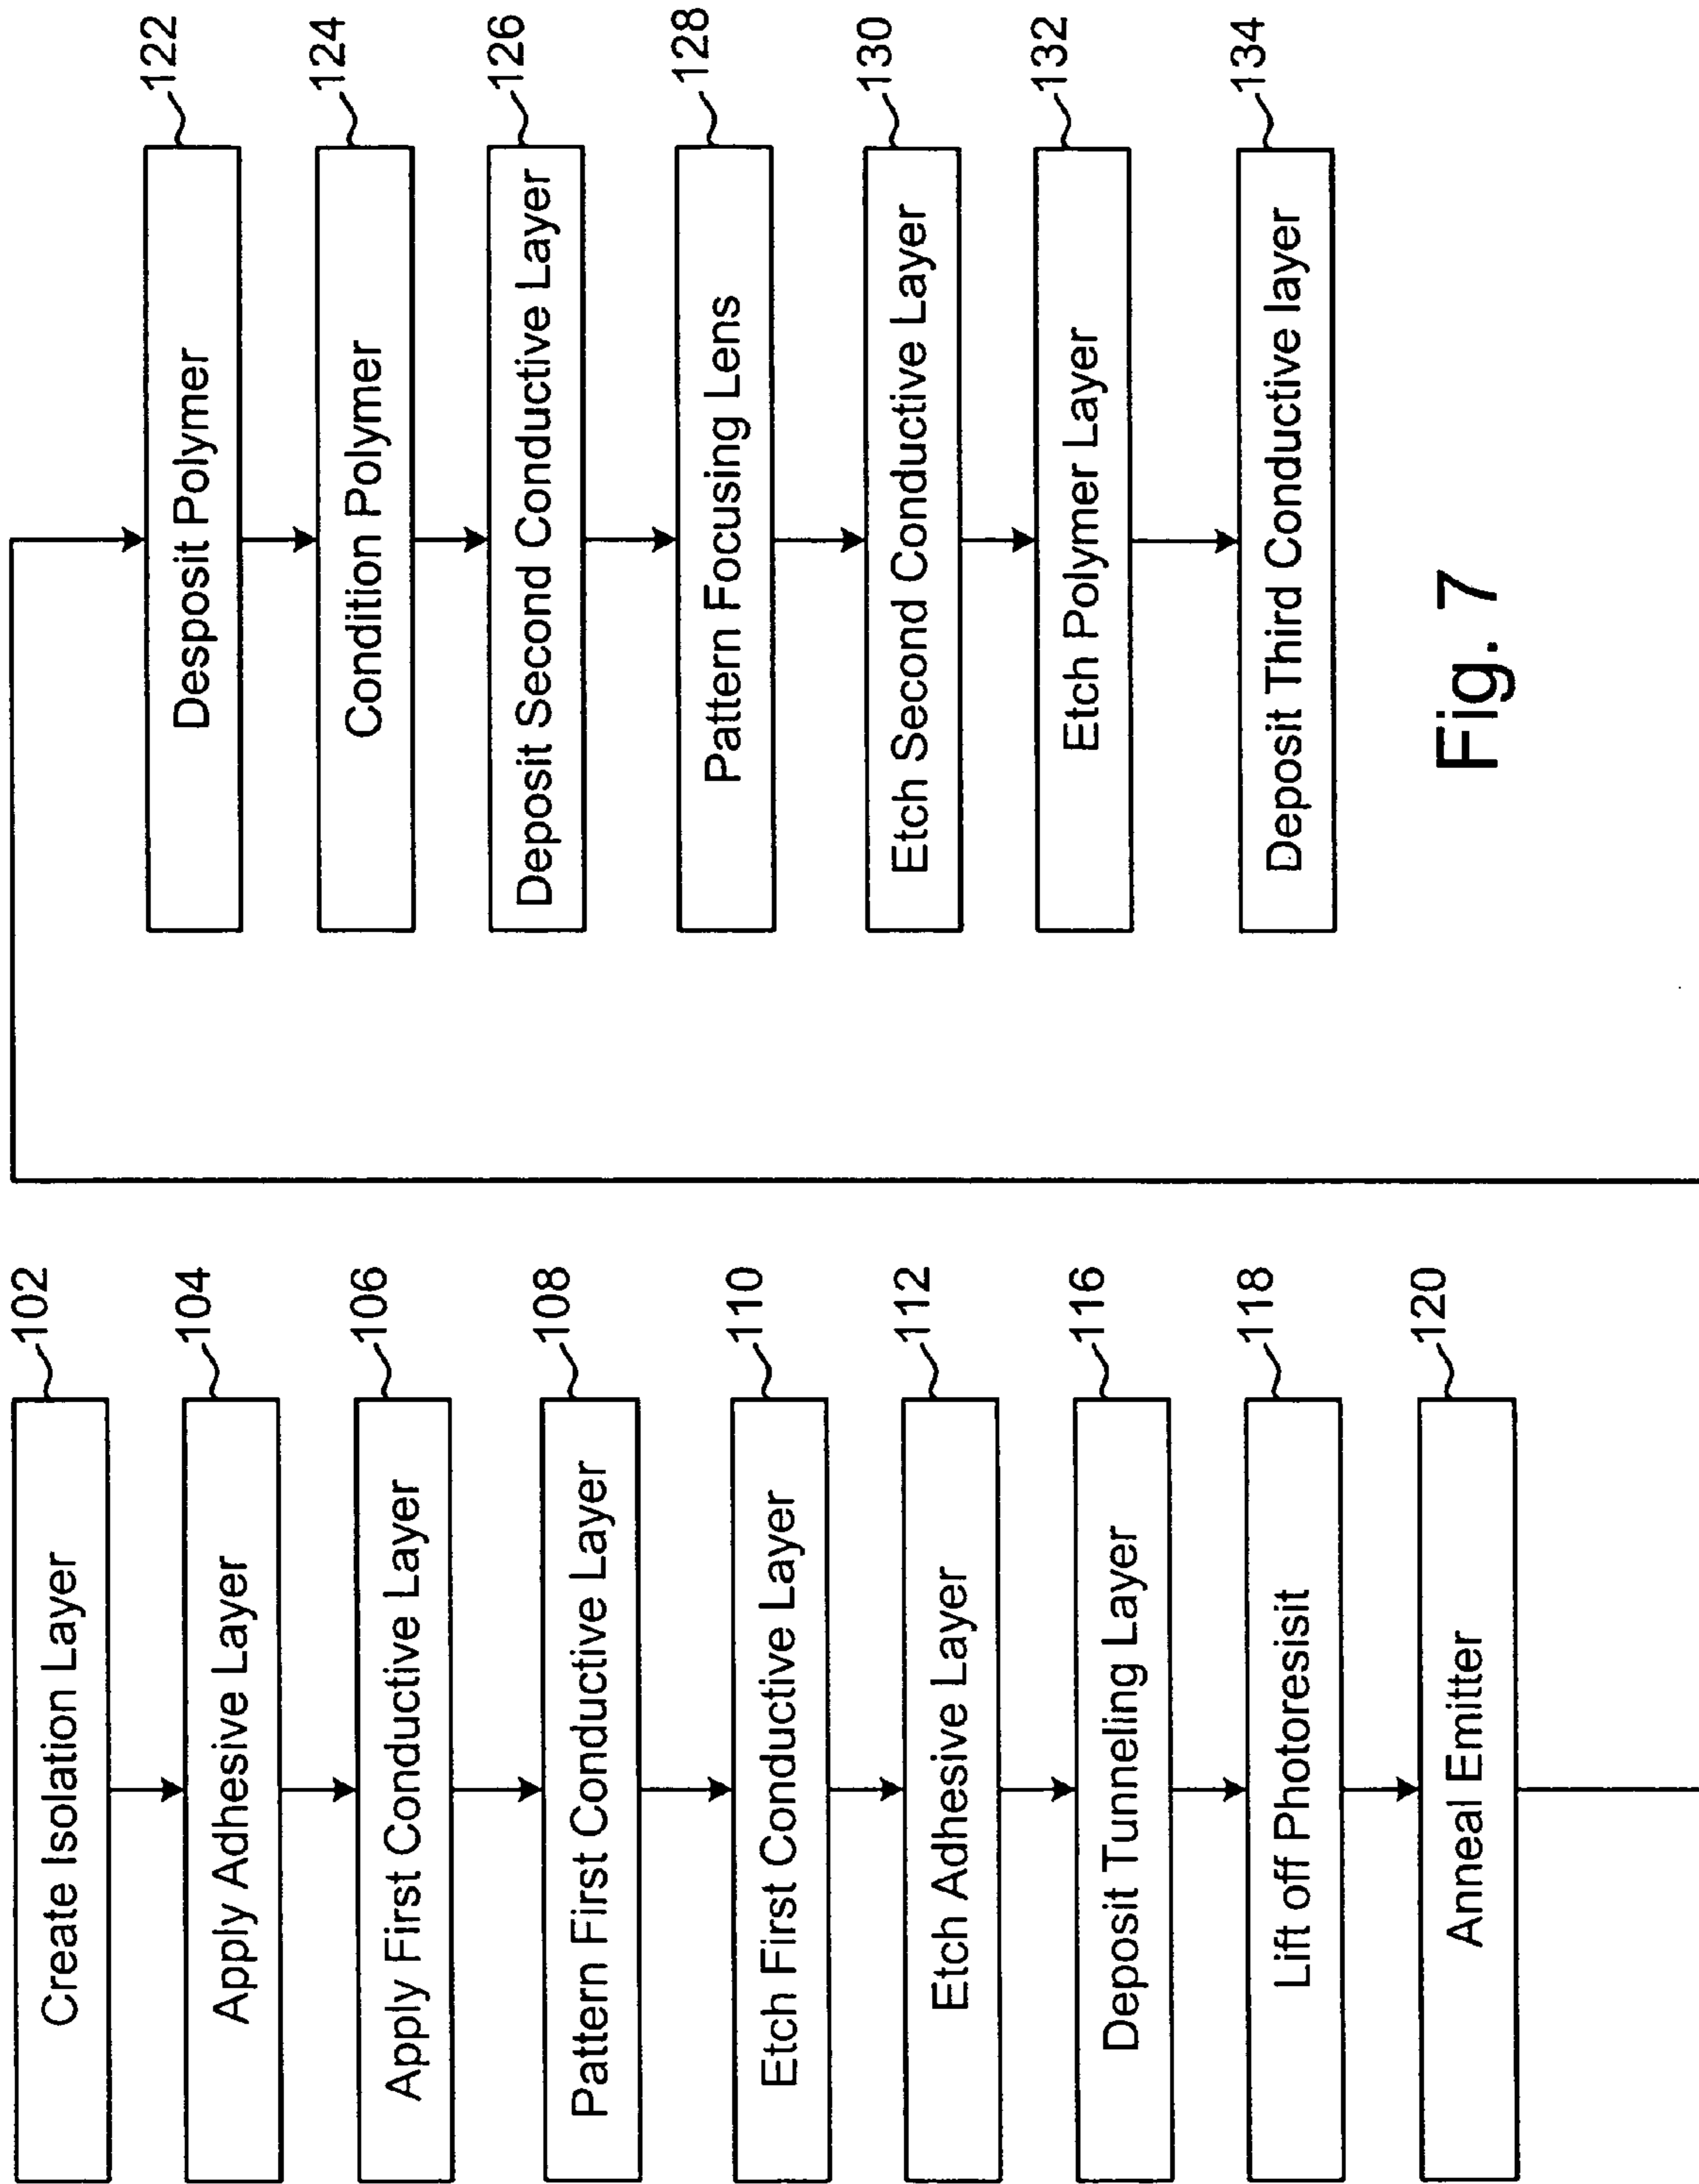 Create Isolation Layer 102
Apply Adhesive Layer 104
Apply First Conductive Layer 106
Pattern First Conductive Layer 108
Etch First Conductive Layer 110
Etch Adhesive Layer 112
Deposit Tunneling Layer 116
Lift off Photoresisit 118
Anneal Emitter 120
Desposit Polymer 122
Condition Polymer 124
Deposit Second Conductive Layer 126
Pattern Focusing Lens 128
Etch Second Conductive Layer 130
Etch Polymer Layer 132
Deposit Third Conductive layer 134
Fig. 7